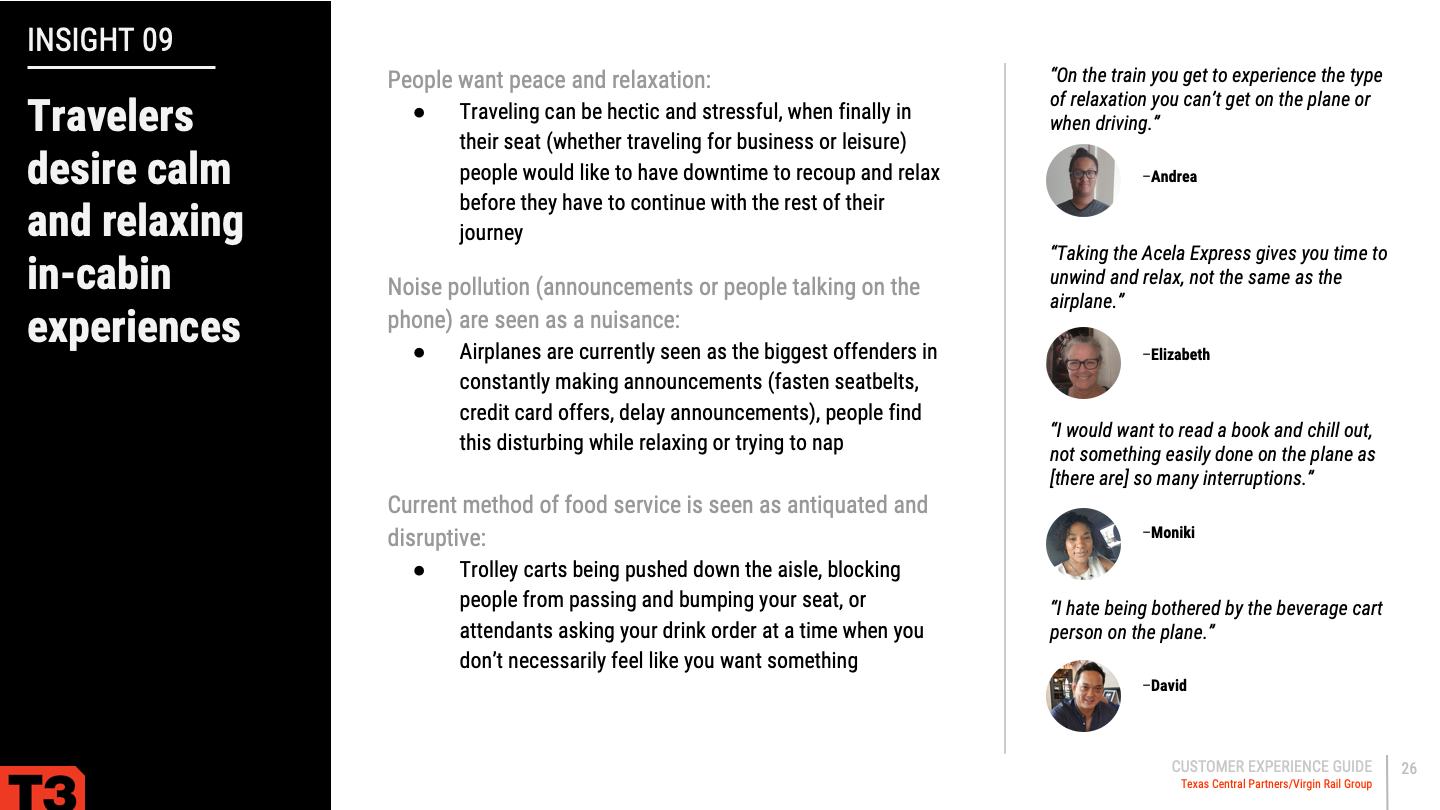 INSIGHT 09
Travelers
desire calm
and relaxing
in-cabin
experiences
People want peace and relaxation:
● Traveling can be hectic and stressful, when finally in
their seat (whether traveling for business or leisure)
people would like to have downtime to recoup and relax
before they have to continue with the rest of their
journey
Noise pollution (announcements or people talking on the
phone) are seen as a nuisance:
● Airplanes are currently seen as the biggest offenders in
constantly making announcements (fasten seatbelts,
credit card offers, delay announcements), people find
this disturbing while relaxing or trying to nap
Current method of food service is seen as antiquated and
disruptive:
● Trolley carts being pushed down the aisle, blocking
people from passing and bumping your seat, or
attendants asking your drink order at a time when you
don’t necessarily feel like you want something
“On the train you get to experience the type
of relaxation you can’t get on the plane or
when driving.”
–Andrea
“Taking the Acela Express gives you time to
unwind and relax, not the same as the
airplane.”
–Elizabeth
“I would want to read a book and chill out,
not something easily done on the plane as
[there are] so many interruptions.”
–Moniki
“I hate being bothered by the beverage cart
person on the plane.”
–David
T3
CUSTOMER EXPERIENCE GUIDE
Texas Central Partners/Virgin Rail Group
26